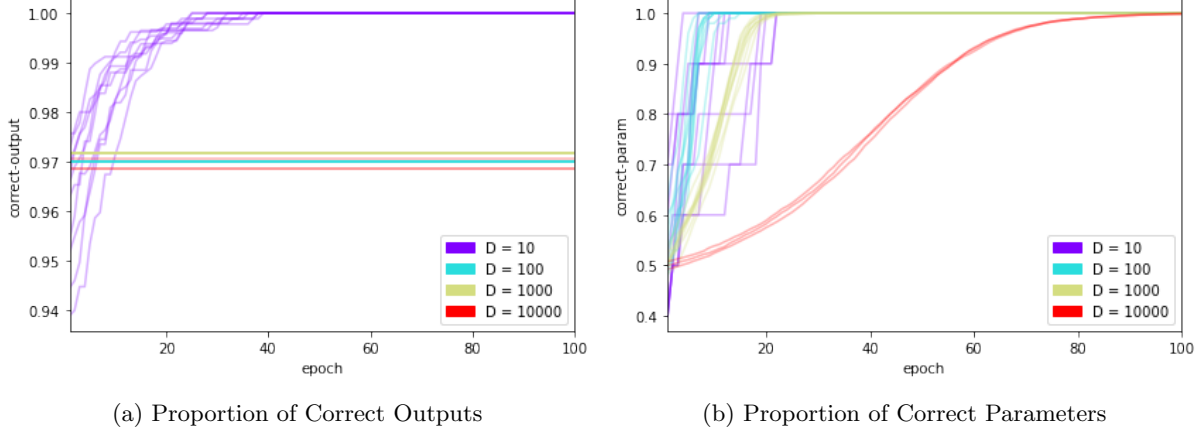 correct-output
1.00
0.99
0.98
0.97
0.96
0.95
0.94
20
40
60
80
100
epoch
D = 10
D = 100
D = 1000
D = 10000
(a) Proportion of Correct Outputs
correct-param
1.0
0.9
0.8
0.7
0.6
0.5
0.4
20
40
60
80
100
epoch
D = 10
D = 100
D = 1000
D = 10000
(b) Proportion of Correct Parameters